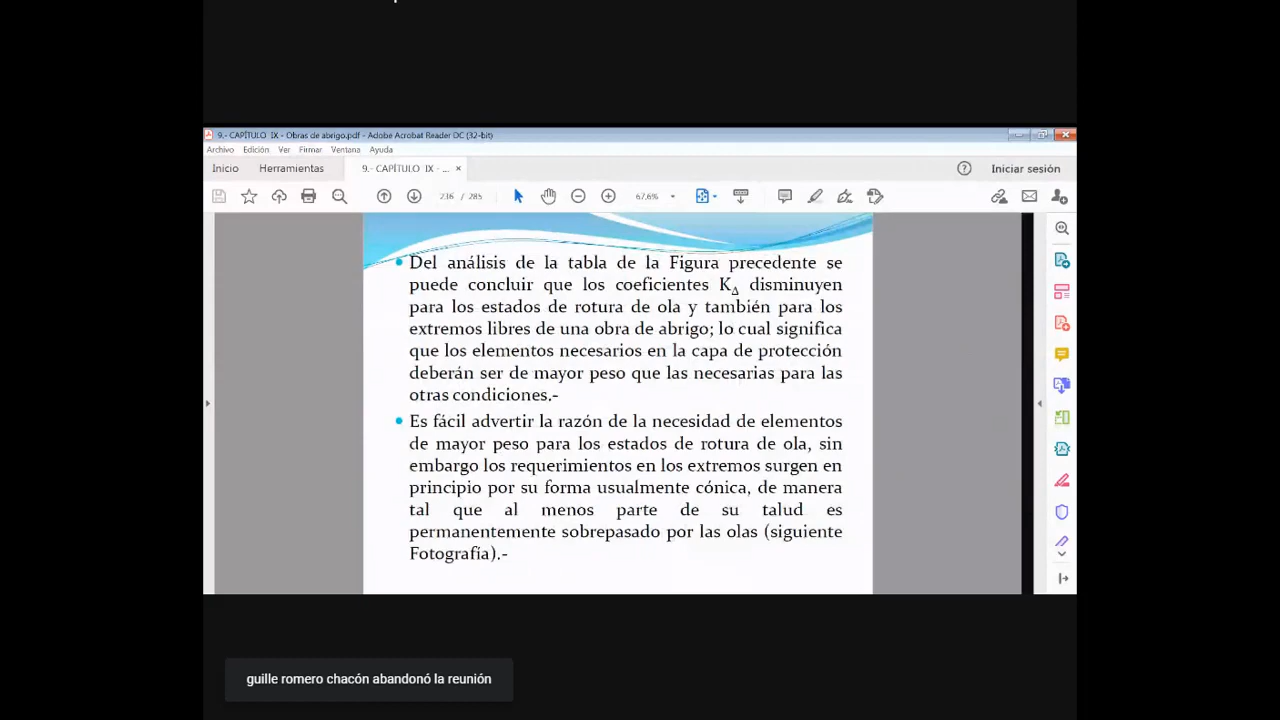 9.- CAPÍTULO IX - Obras de abrigo.pdf - Adobe Acrobat Reader DC (32-bit)
Archivo Edición Ver Firmar Ventana Ayuda
Inicio Herramientas 9.- CAPÍTULO IX - ... × Iniciar sesión
236 / 285 67,6%
• Del análisis de la tabla de la Figura precedente se
puede concluir que los coeficientes KΔ disminuyen
para los estados de rotura de ola y también para los
extremos libres de una obra de abrigo; lo cual significa
que los elementos necesarios en la capa de protección
deberán ser de mayor peso que las necesarias para las
otras condiciones.-
• Es fácil advertir la razón de la necesidad de elementos
de mayor peso para los estados de rotura de ola, sin
embargo los requerimientos en los extremos surgen en
principio por su forma usualmente cónica, de manera
tal que al menos parte de su talud es
permanentemente sobrepasado por las olas (siguiente
Fotografía).-
guille romero chacón abandonó la reunión